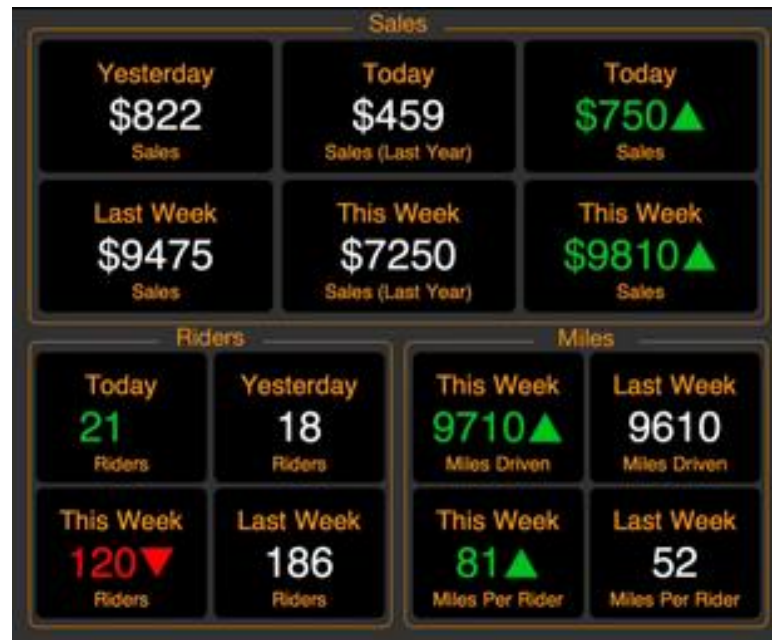 Sales
Yesterday
$822
Sales
Today
$459
Sales (Last Year)
Today
$750▲
Sales
Last Week
$9475
Sales
This Week
$7250
Sales (Last Year)
This Week
$9810▲
Sales
Riders
Today
21
Riders
Yesterday
18
Riders
This Week
120▼
Riders
Last Week
186
Riders
Miles
This Week
9710▲
Miles Driven
Last Week
9610
Miles Driven
This Week
81▲
Miles Per Rider
Last Week
52
Miles Per Rider